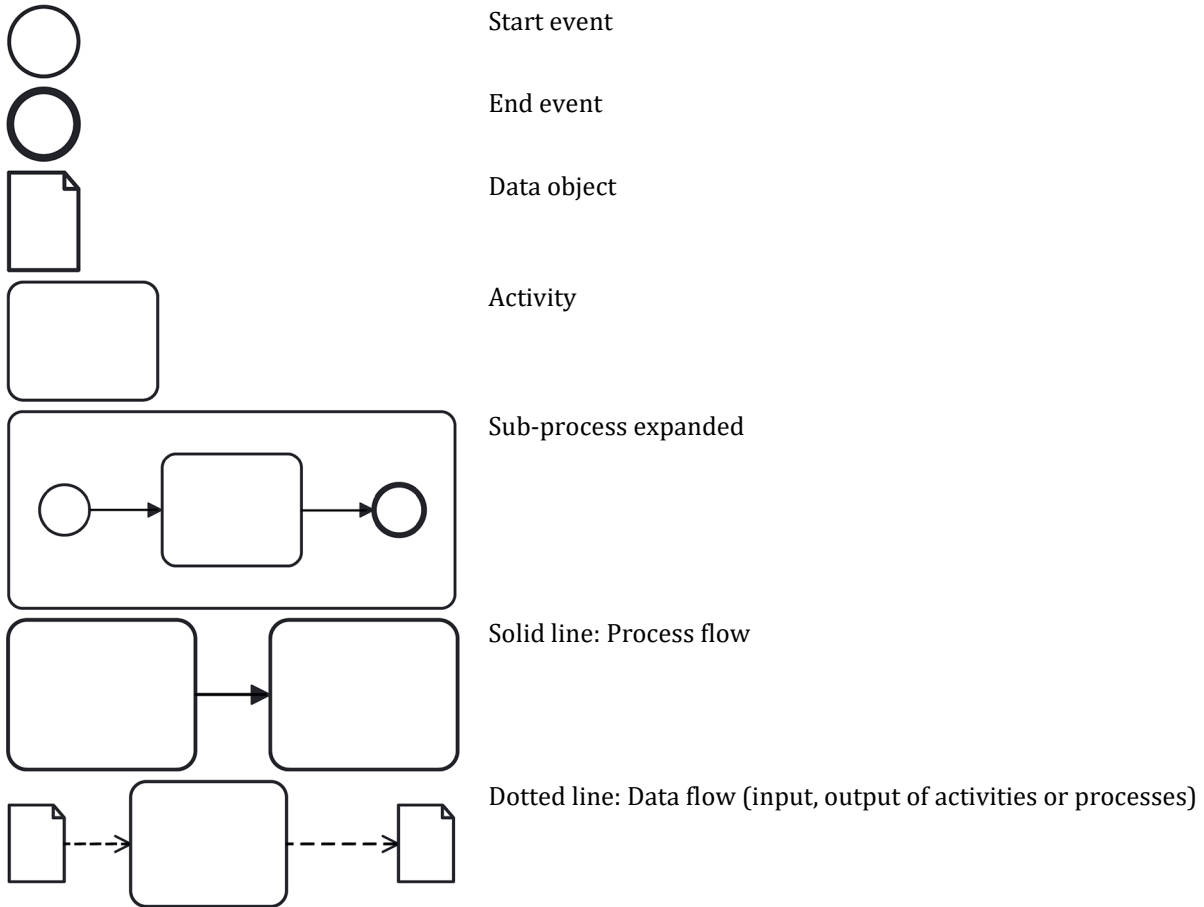 Start event
End event
Data object
Activity
Sub-process expanded
Solid line: Process flow
Dotted line: Data flow (input, output of activities or processes)